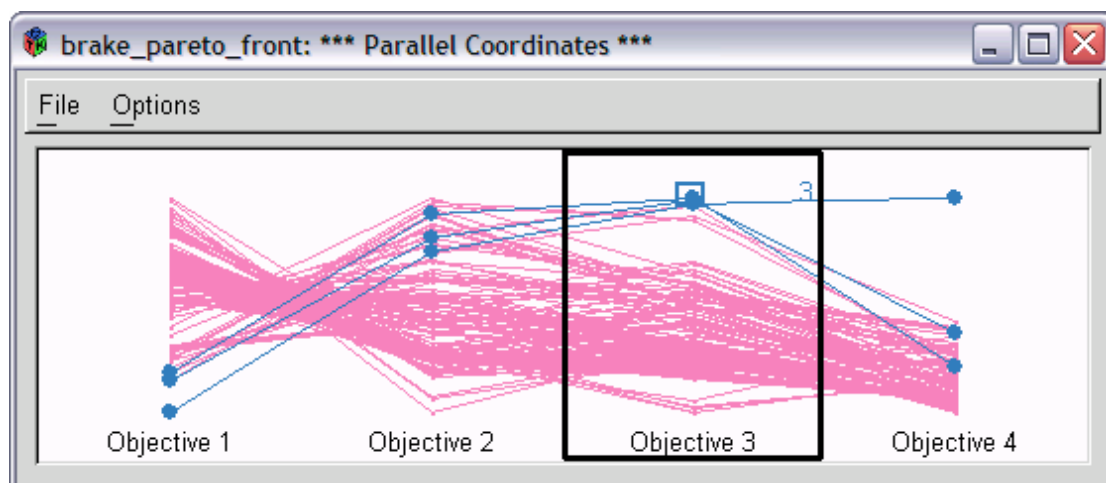 brake_pareto_front: *** Parallel Coordinates ***
File Options
3
Objective 1 Objective 2 Objective 3 Objective 4